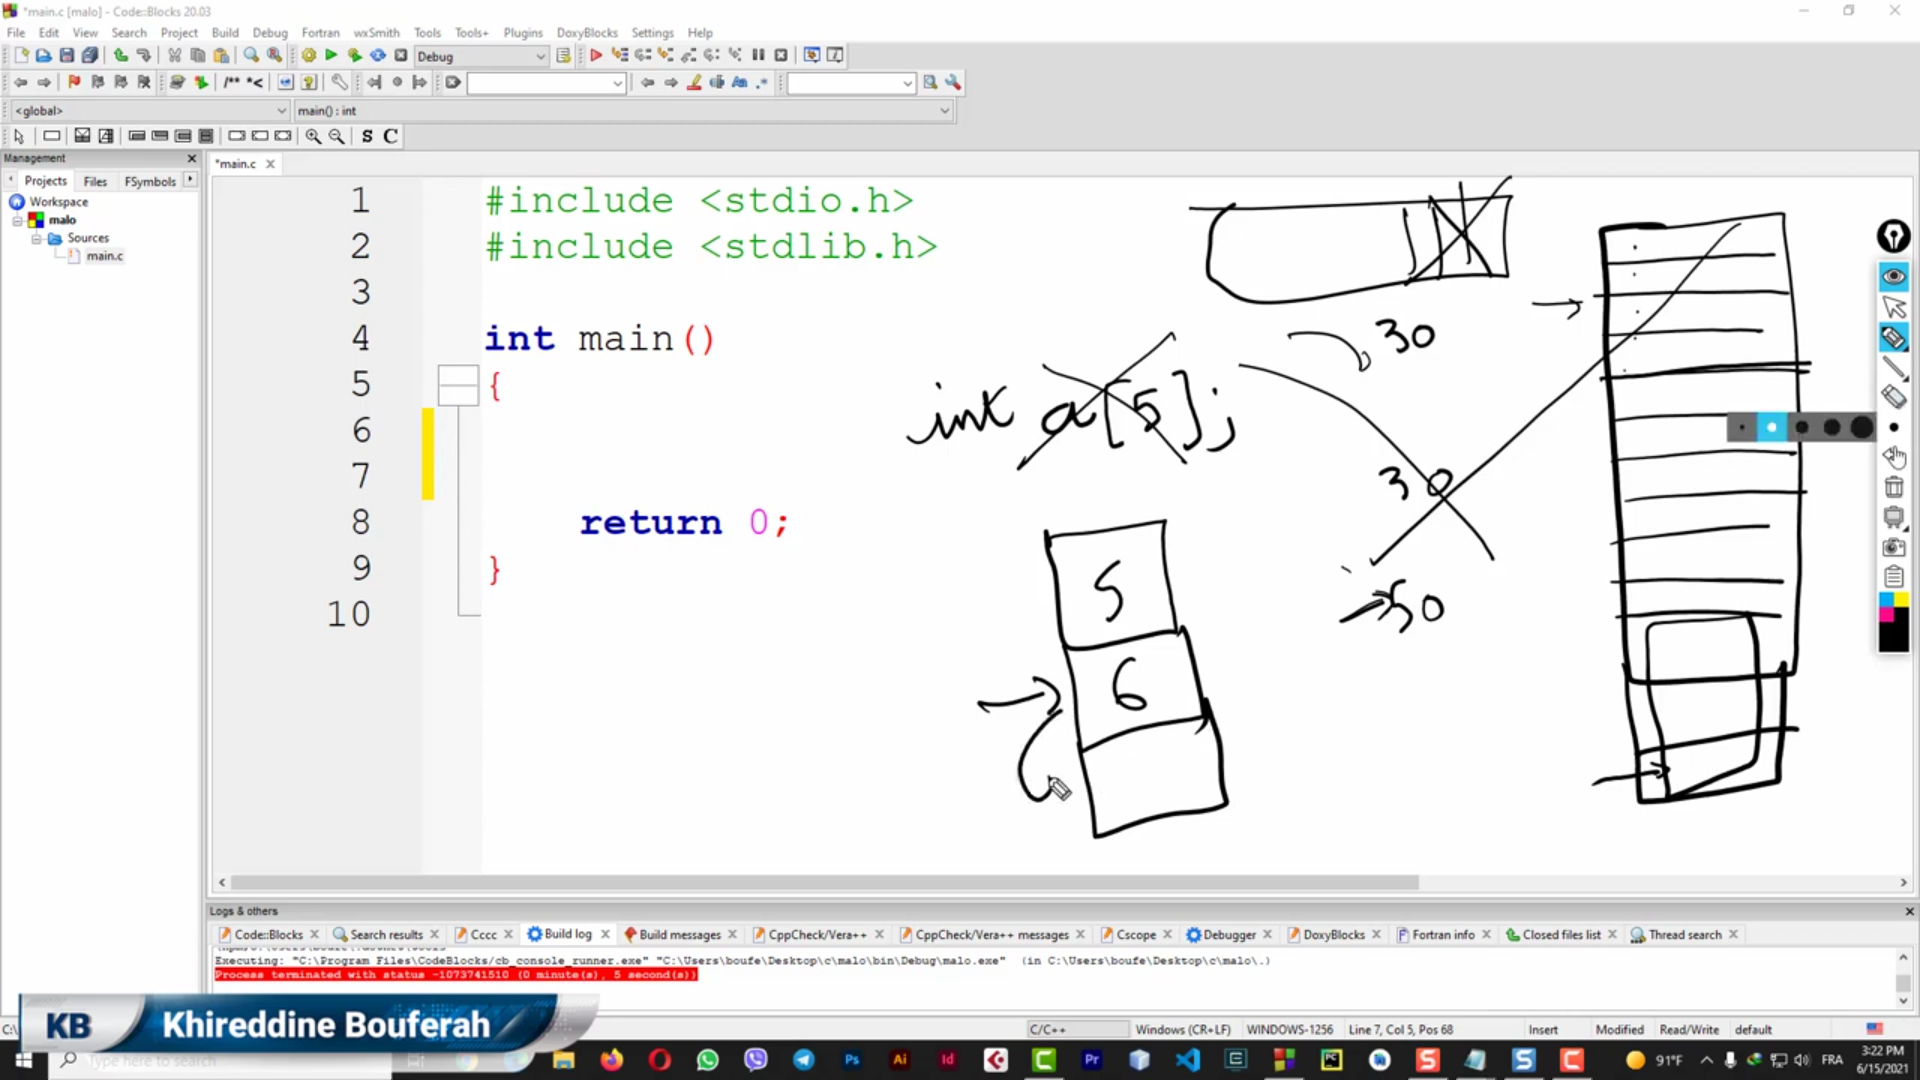 *main.c [malo] - Code::Blocks 20.03
File Edit View Search Project Build Debug Fortran wxSmith Tools Tools+ Plugins DoxyBlocks Settings Help
Debug
/** *<
<global>
main() : int
S C
Management
Projects Files FSymbols
*main.c
Workspace
malo
Sources
main.c
1 #include <stdio.h>
2 #include <stdlib.h>
3
4 int main()
5 {
6
7
8 return 0;
9 }
10
30
int a[5];
30
50
5
6
Logs & others
Code::Blocks Search results Cccc Build log Build messages CppCheck/Vera++ CppCheck/Vera++ messages Cscope Debugger DoxyBlocks Fortran info Closed files list Thread search
Executing: "C:\Program Files\CodeBlocks/cb_console_runner.exe" "C:\Users\boufe\Desktop\c\malo\bin\Debug\malo.exe" (in C:\Users\boufe\Desktop\c\malo\.)
Process terminated with status -1073741510 (0 minute(s), 5 second(s))
KB Khireddine Bouferah
C/C++ Windows (CR+LF) WINDOWS-1256 Line 7, Col 5, Pos 68 Insert Modified Read/Write default
Type here to search
91°F
FRA
3:22 PM
6/15/2021